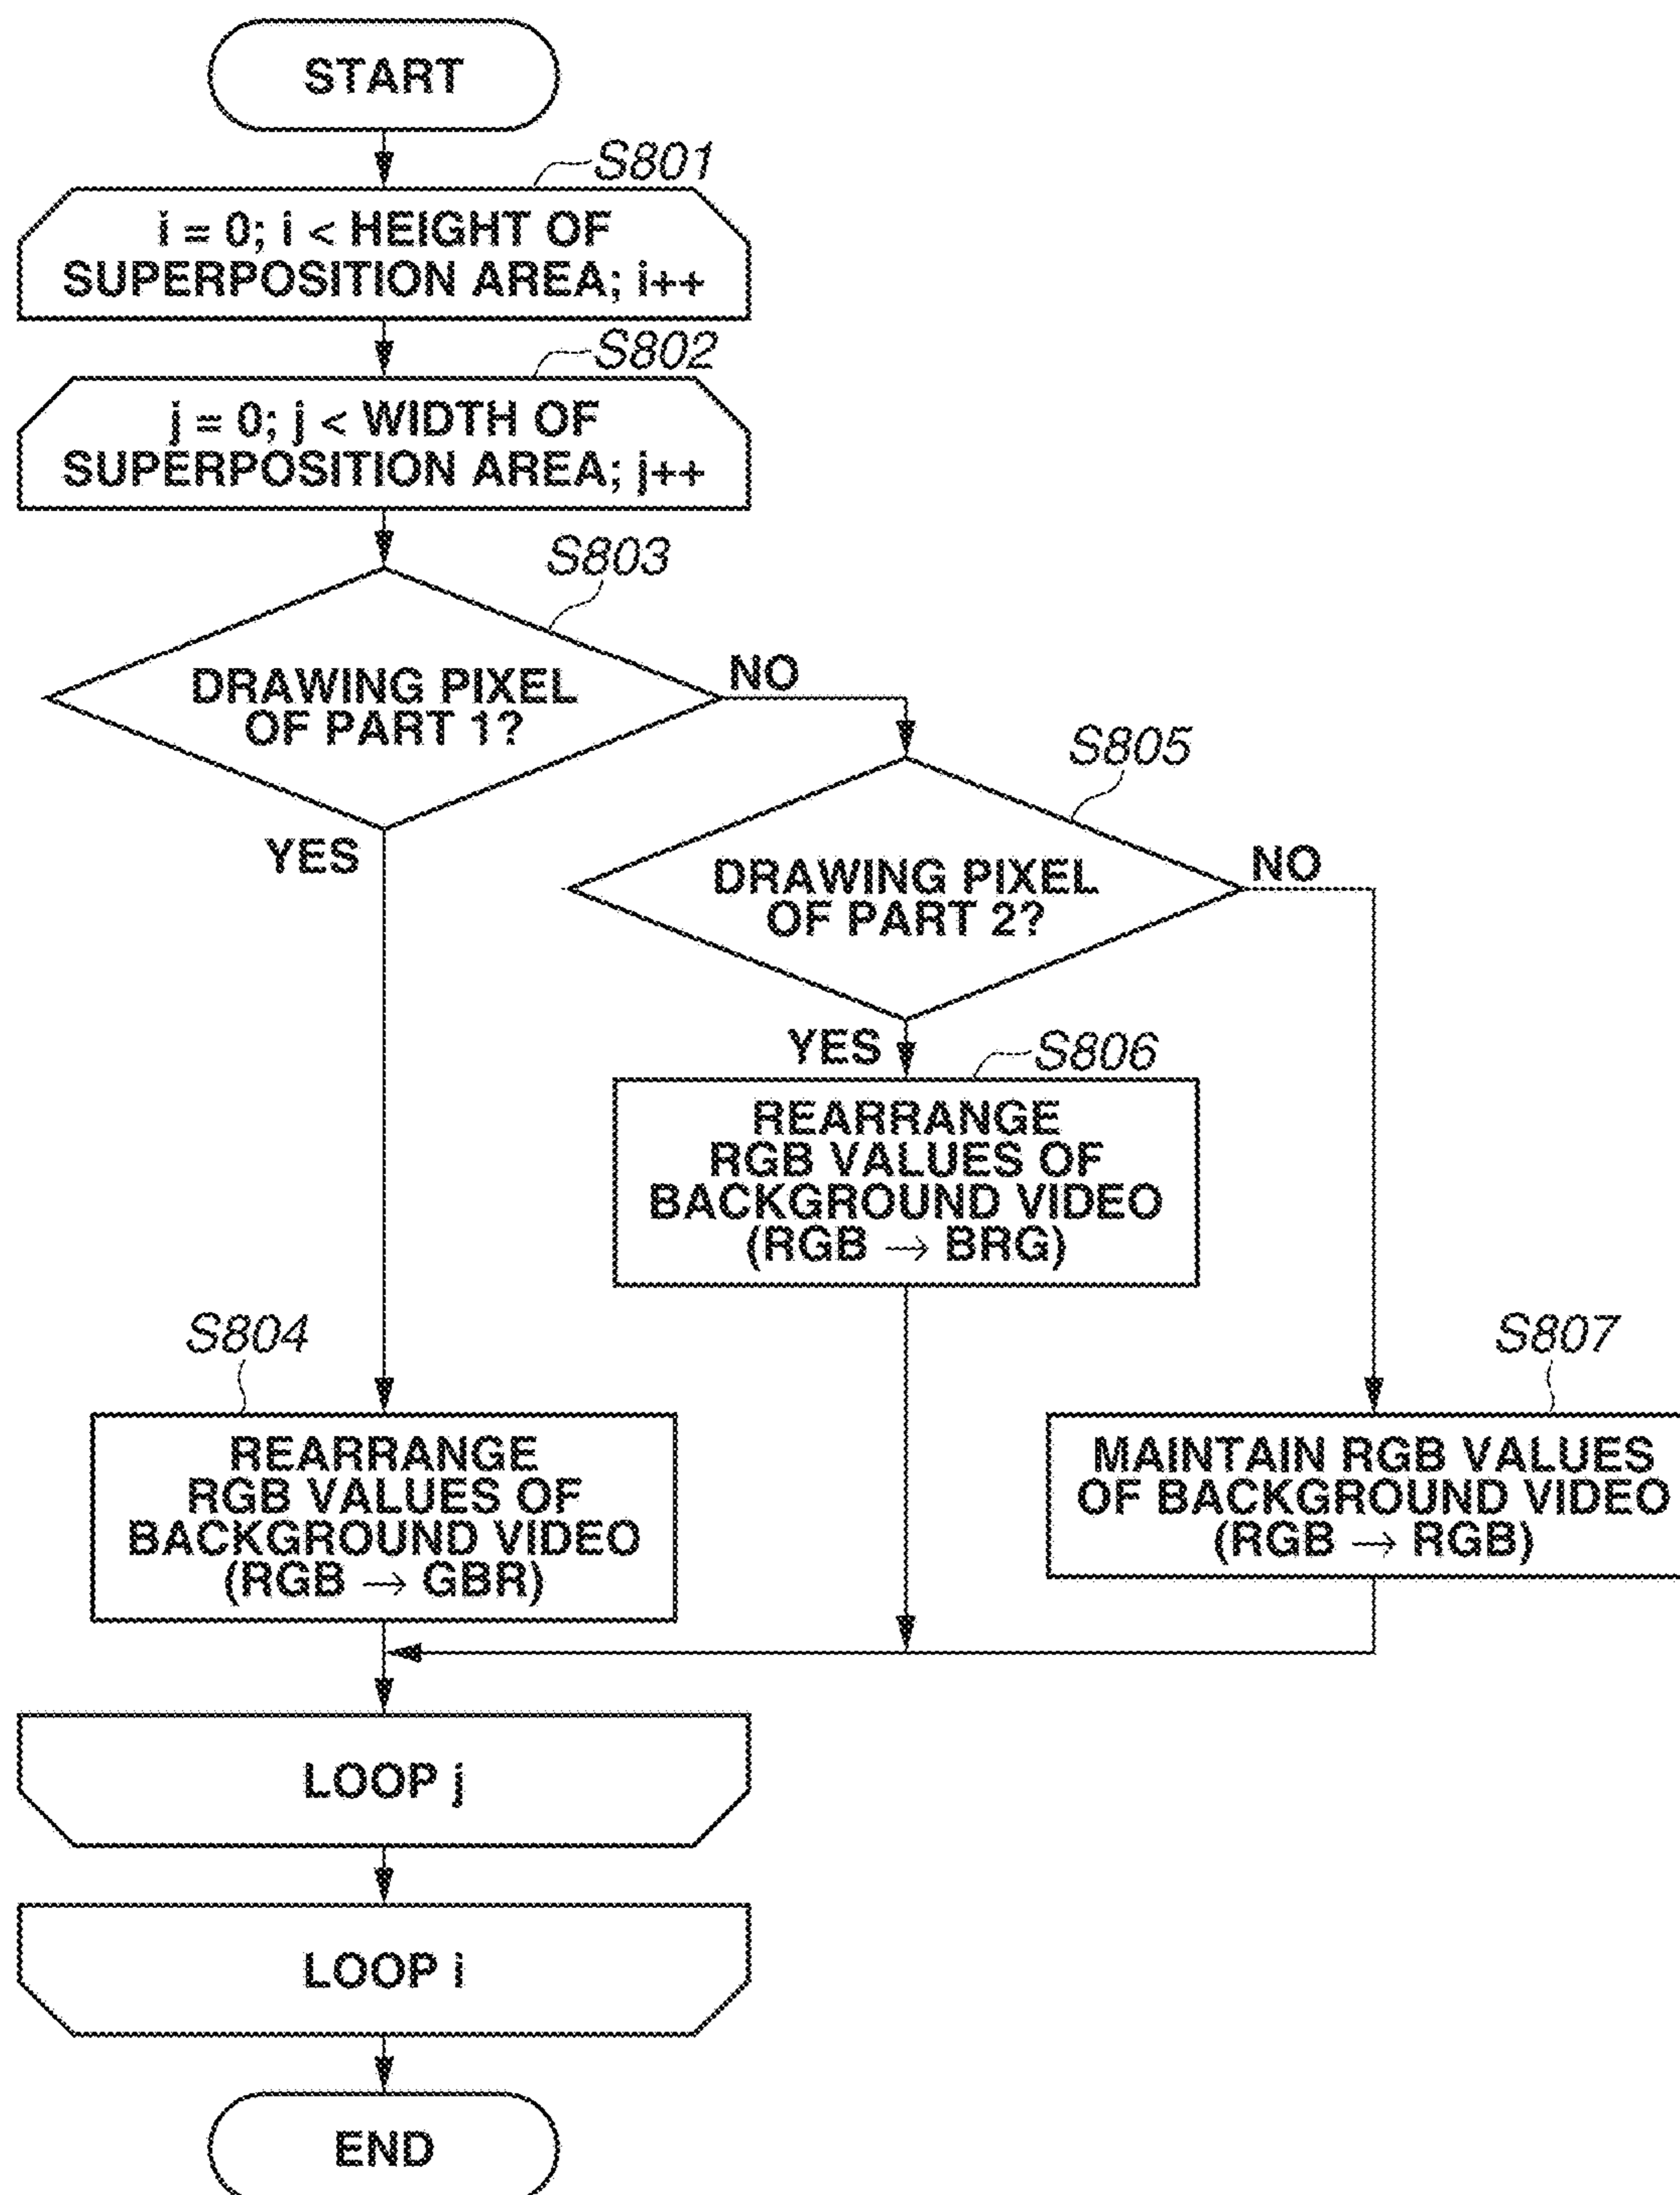 START
S801
i = 0; i < HEIGHT OF
SUPERPOSITION AREA; i++
S802
j = 0; j < WIDTH OF
SUPERPOSITION AREA; j++
S803
DRAWING PIXEL
OF PART 1?
NO
YES
S805
DRAWING PIXEL
OF PART 2?
NO
YES
S806
REARRANGE
RGB VALUES OF
BACKGROUND VIDEO
(RGB → BRG)
S804
REARRANGE
RGB VALUES OF
BACKGROUND VIDEO
(RGB → GBR)
S807
MAINTAIN RGB VALUES
OF BACKGROUND VIDEO
(RGB → RGB)
LOOP j
LOOP i
END